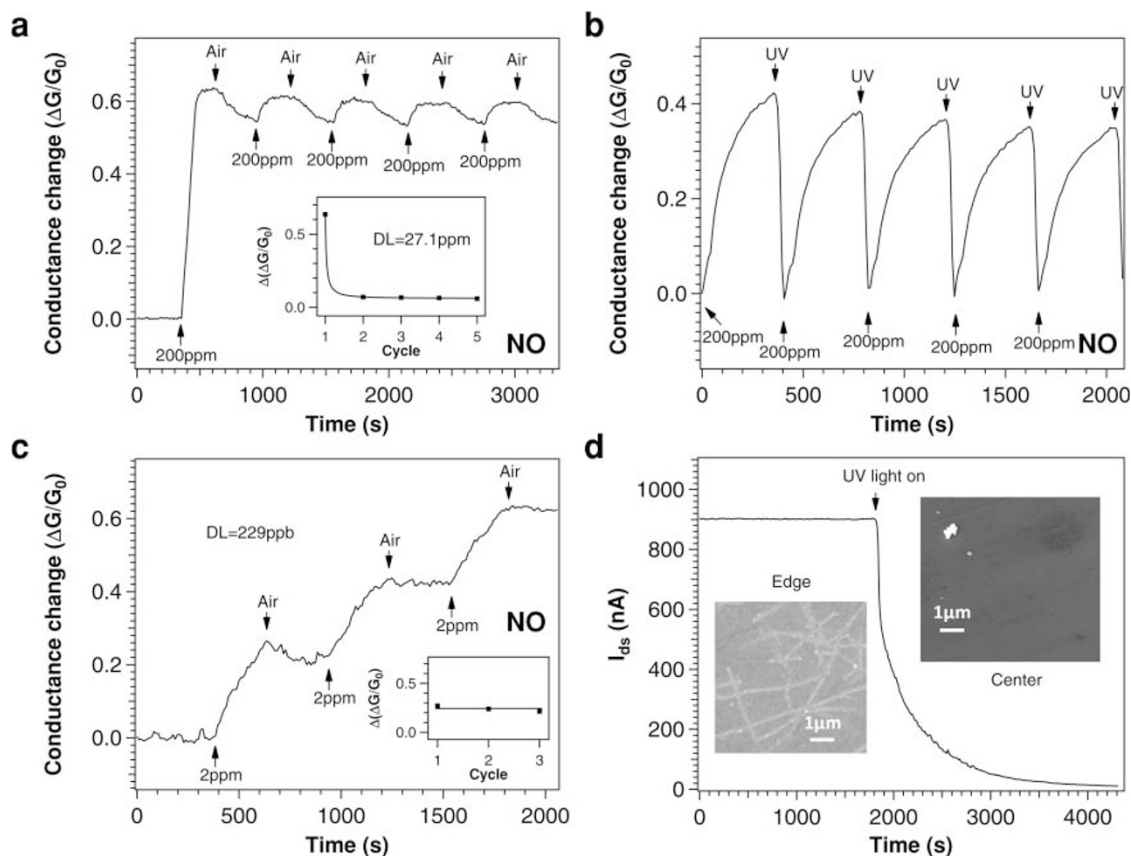 a
Conductance change (ΔG/G₀)
0.6
0.4
0.2
0.0
Air Air Air Air Air
200ppm 200ppm 200ppm 200ppm
200ppm
Δ(ΔG/G₀)
0.5
0.0
DL=27.1ppm
1 2 3 4 5
Cycle
NO
0 1000 2000 3000
Time (s)
b
Conductance change (ΔG/G₀)
0.4
0.2
0.0
UV UV UV UV UV
200ppm 200ppm 200ppm 200ppm 200ppm
NO
0 500 1000 1500 2000
Time (s)
c
Conductance change (ΔG/G₀)
0.6
0.4
0.2
0.0
DL=229ppb
Air Air Air
2ppm 2ppm 2ppm
NO
Δ(ΔG/G₀)
0.5
0.0
1 2 3
Cycle
0 500 1000 1500 2000
Time (s)
d
I_ds (nA)
1000
800
600
400
200
0
UV light on
Edge
1μm
1μm
Center
0 1000 2000 3000 4000
Time (s)